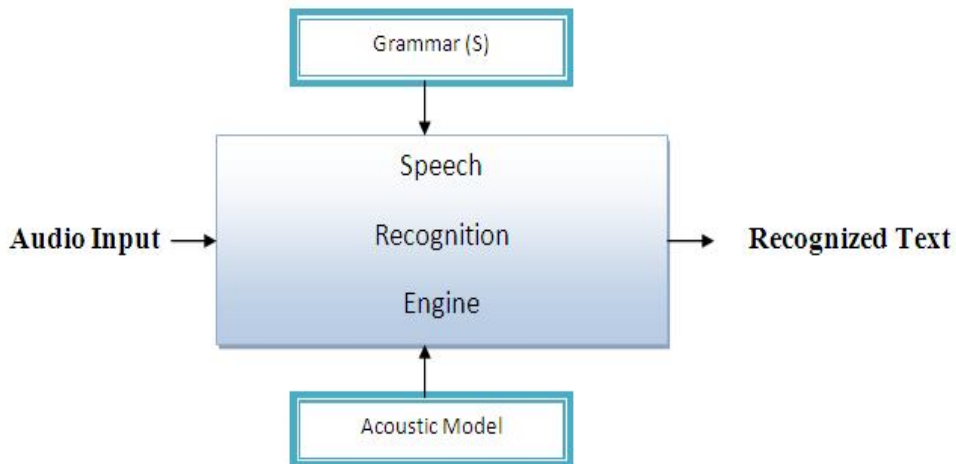 Grammar (S)
Speech
Recognition
Engine
Audio Input
Recognized Text
Acoustic Model